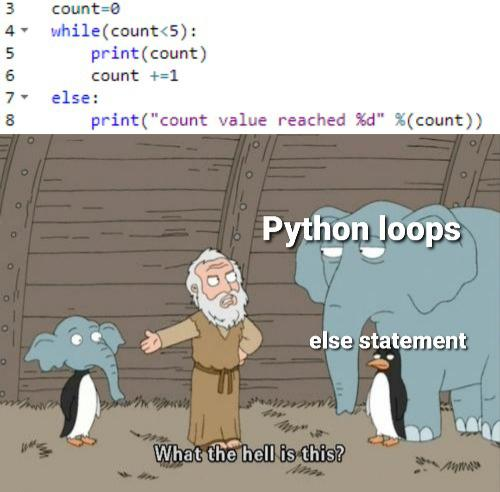 3 count=0
4 while(count<5):
5 print(count)
6 count +=1
7 else:
8 print("count value reached %d" %(count))
Python loops
else statement
What the hell is this?